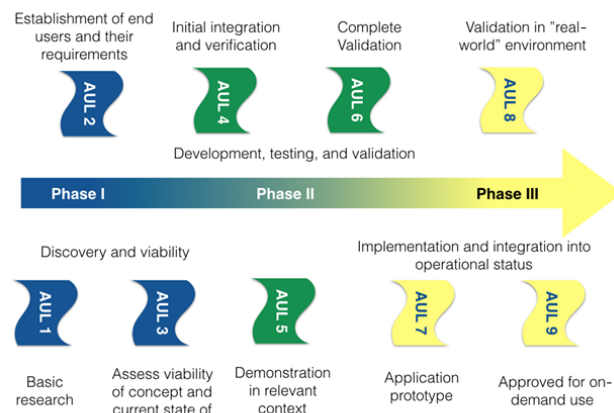 Establishment of end
users and their
requirements
Initial integration
and verification
Complete
Validation
Validation in "real-
world" environment
AUL 2
AUL 4
AUL 6
AUL 8
Development, testing, and validation
Phase I
Phase II
Phase III
Discovery and viability
Implementation and integration into
operational status
AUL 1
AUL 3
AUL 5
AUL 7
AUL 9
Basic
research
Assess viability
of concept and
current state of
Demonstration
in relevant
context
Application
prototype
Approved for on-
demand use